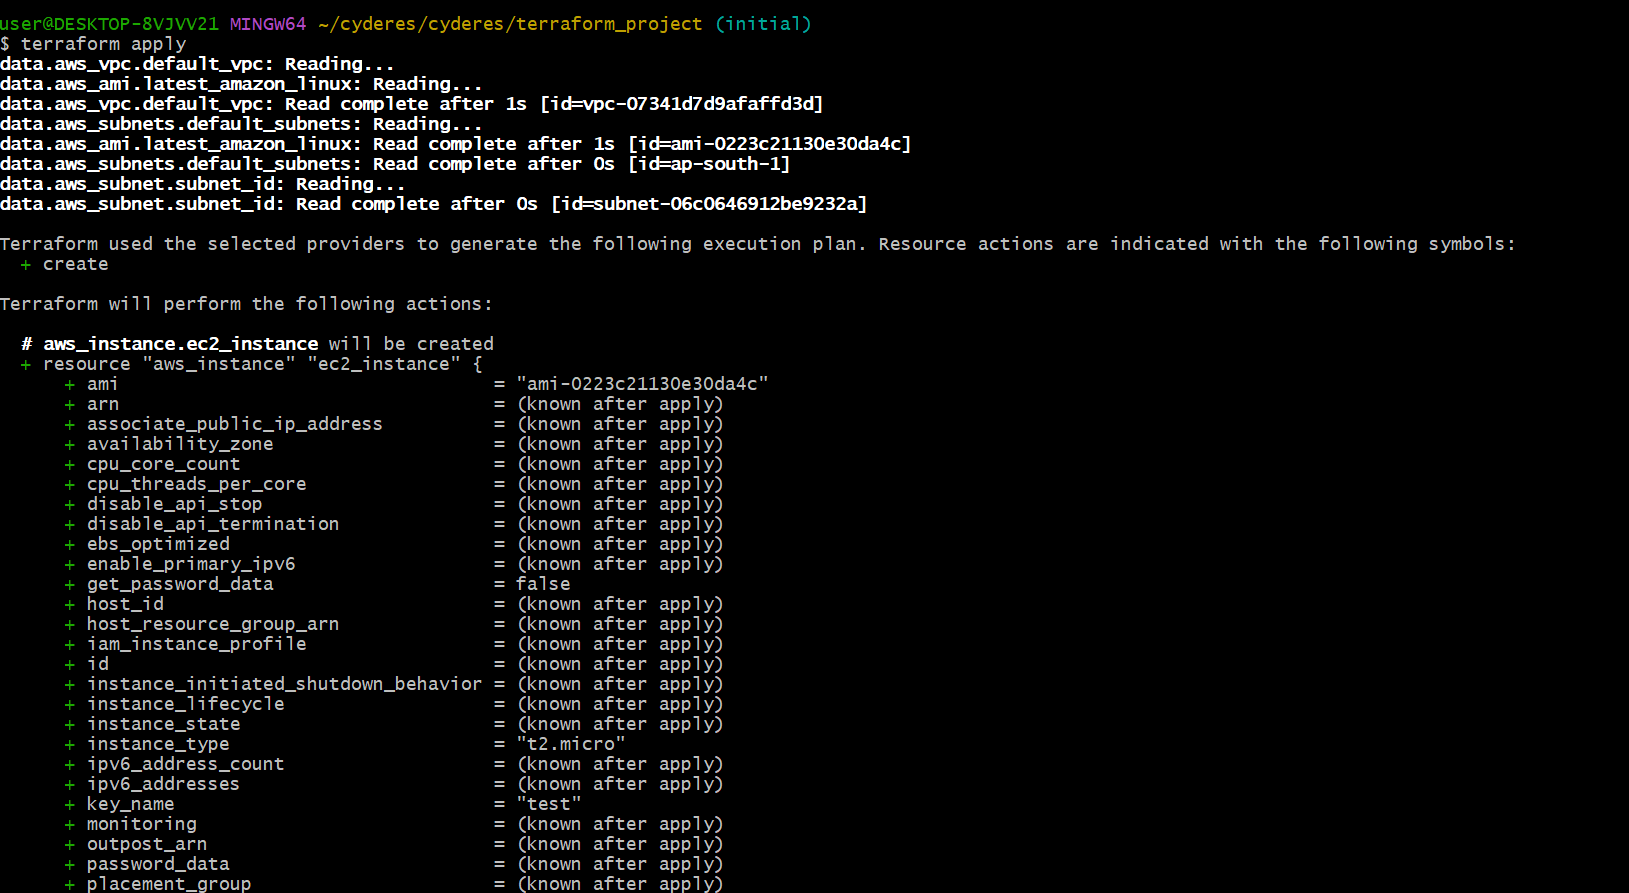 user@DESKTOP-8VJVV21 MINGW64 ~/cyderes/cyderes/terraform_project (initial)
$ terraform apply
data.aws_vpc.default_vpc: Reading...
data.aws_ami.latest_amazon_linux: Reading...
data.aws_vpc.default_vpc: Read complete after 1s [id=vpc-07341d7d9afaffd3d]
data.aws_subnets.default_subnets: Reading...
data.aws_ami.latest_amazon_linux: Read complete after 1s [id=ami-0223c21130e30da4c]
data.aws_subnets.default_subnets: Read complete after 0s [id=ap-south-1]
data.aws_subnet.subnet_id: Reading...
data.aws_subnet.subnet_id: Read complete after 0s [id=subnet-06c0646912be9232a]

Terraform used the selected providers to generate the following execution plan. Resource actions are indicated with the following symbols:
  + create

Terraform will perform the following actions:

  # aws_instance.ec2_instance will be created
  + resource "aws_instance" "ec2_instance" {
      + ami                                  = "ami-0223c21130e30da4c"
      + arn                                  = (known after apply)
      + associate_public_ip_address          = (known after apply)
      + availability_zone                    = (known after apply)
      + cpu_core_count                       = (known after apply)
      + cpu_threads_per_core                 = (known after apply)
      + disable_api_stop                     = (known after apply)
      + disable_api_termination              = (known after apply)
      + ebs_optimized                        = (known after apply)
      + enable_primary_ipv6                  = (known after apply)
      + get_password_data                    = false
      + host_id                              = (known after apply)
      + host_resource_group_arn              = (known after apply)
      + iam_instance_profile                 = (known after apply)
      + id                                   = (known after apply)
      + instance_initiated_shutdown_behavior = (known after apply)
      + instance_lifecycle                   = (known after apply)
      + instance_state                       = (known after apply)
      + instance_type                        = "t2.micro"
      + ipv6_address_count                   = (known after apply)
      + ipv6_addresses                       = (known after apply)
      + key_name                             = "test"
      + monitoring                           = (known after apply)
      + outpost_arn                          = (known after apply)
      + password_data                        = (known after apply)
      + placement_group                      = (known after apply)